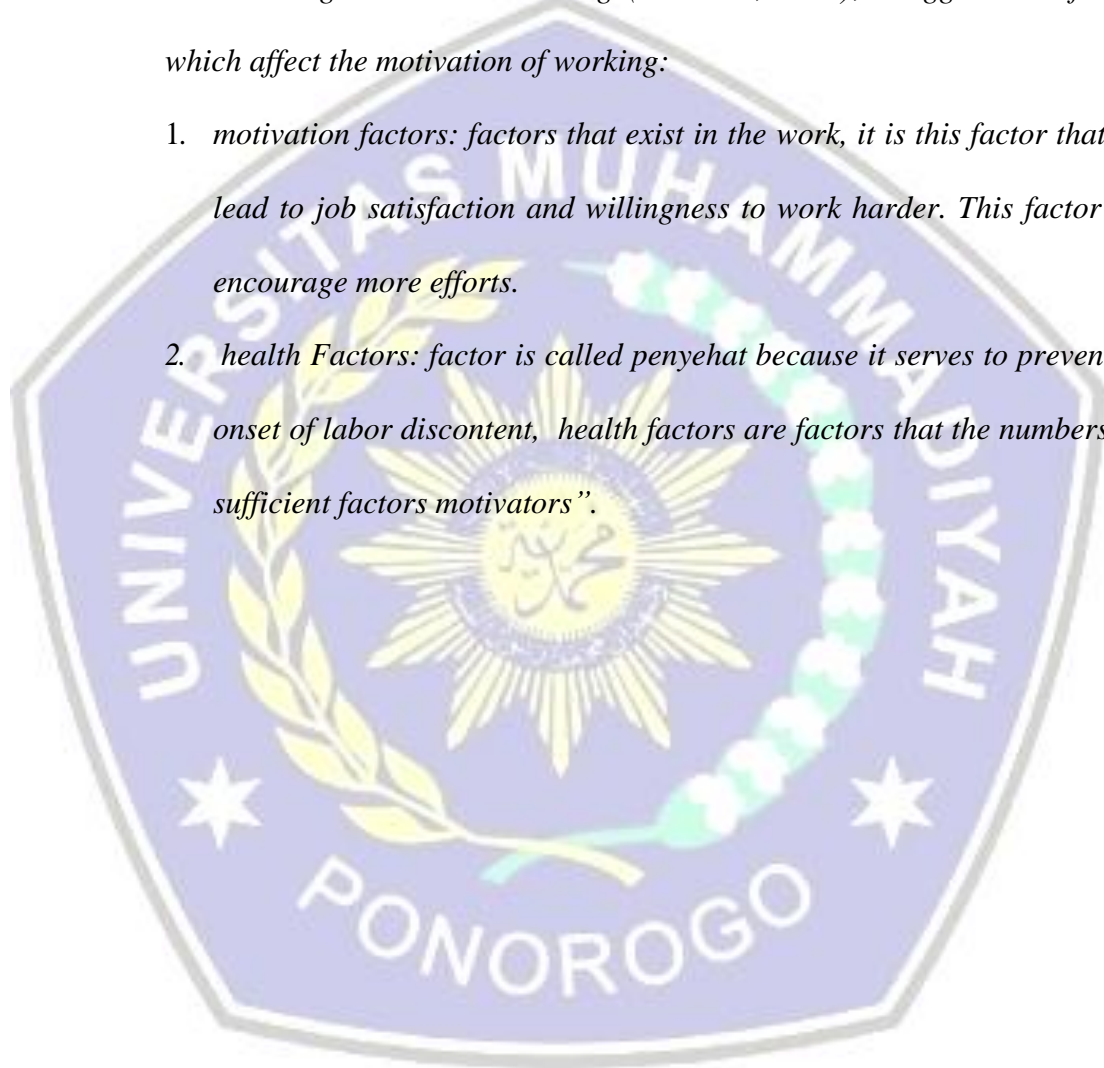 which affect the motivation of working:
1. motivation factors: factors that exist in the work, it is this factor that
lead to job satisfaction and willingness to work harder. This factor
encourage more efforts.
2. health Factors: factor is called penyehat because it serves to preven
onset of labor discontent, health factors are factors that the numbers
sufficient factors motivators”.
UNIVERSITAS MUHAMMADIYAH
محمدية
PONOROGO